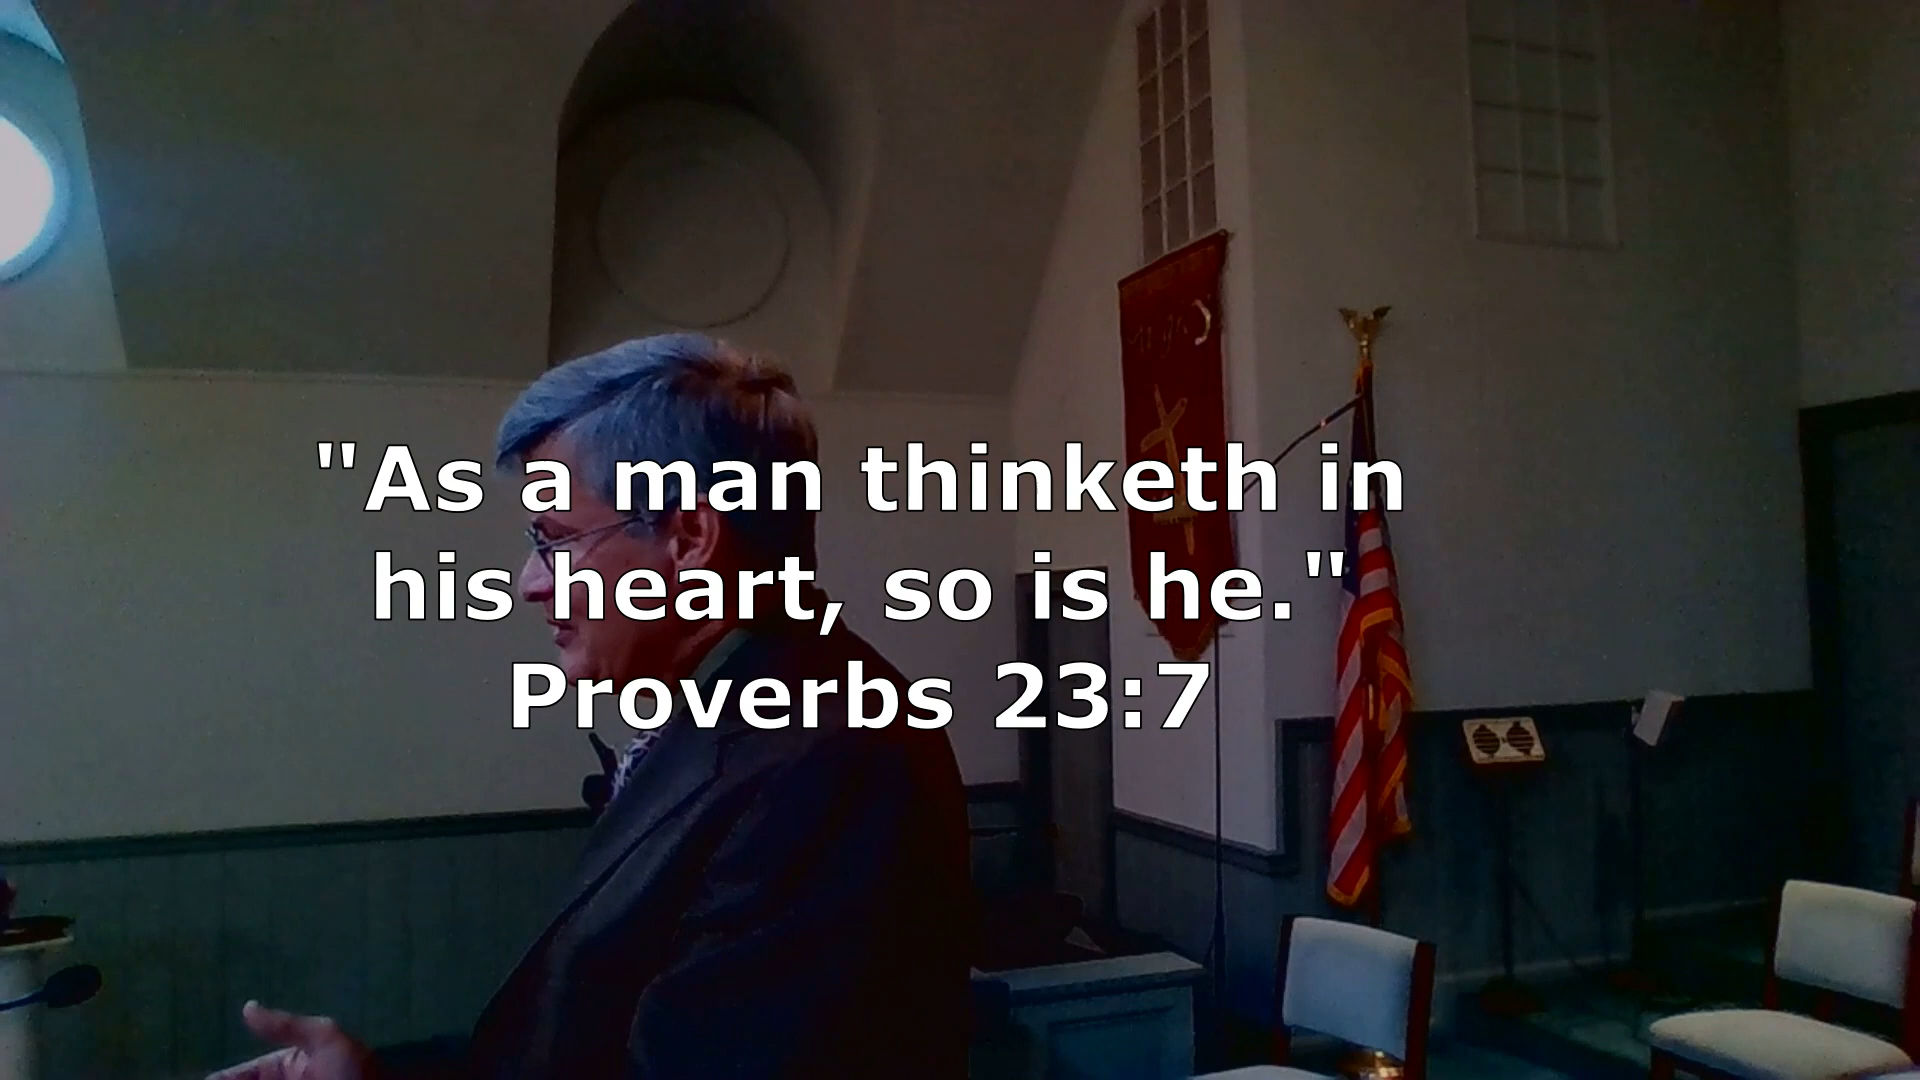 "As a man thinketh in
his heart, so is he."
Proverbs 23:7